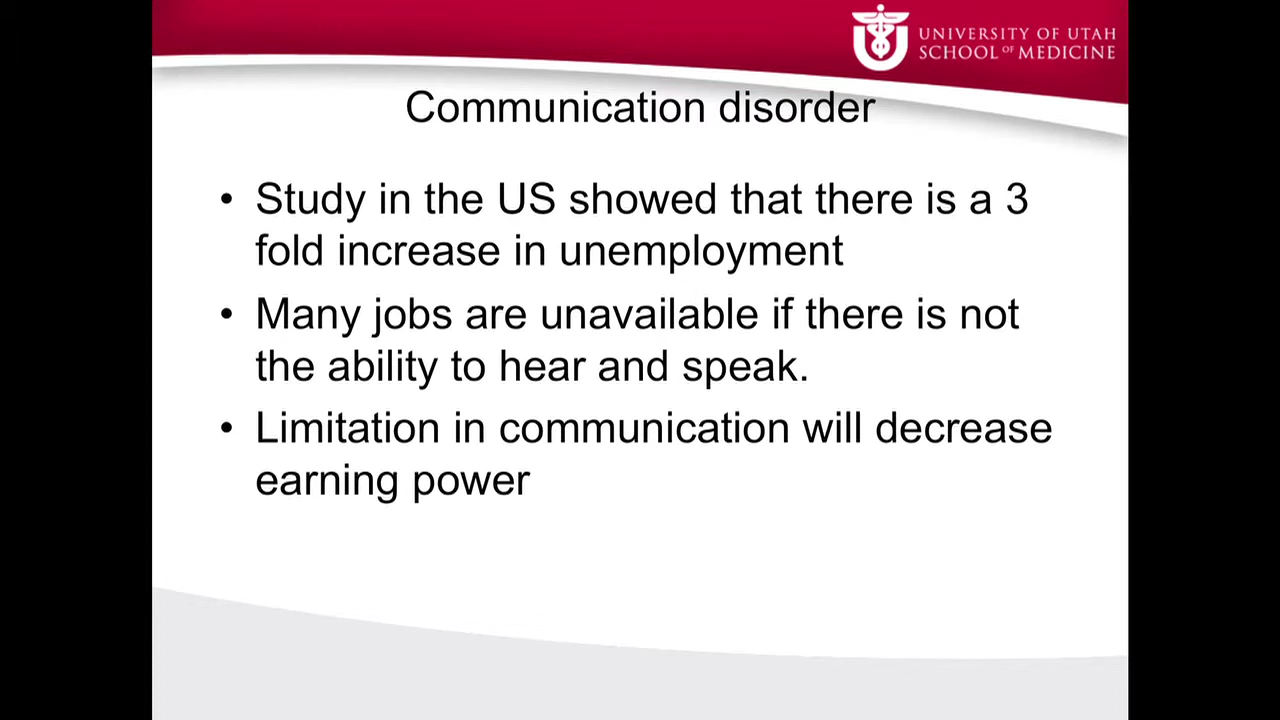 UNIVERSITY OF UTAH
SCHOOL OF MEDICINE
Communication disorder
• Study in the US showed that there is a 3
fold increase in unemployment
• Many jobs are unavailable if there is not
the ability to hear and speak.
• Limitation in communication will decrease
earning power